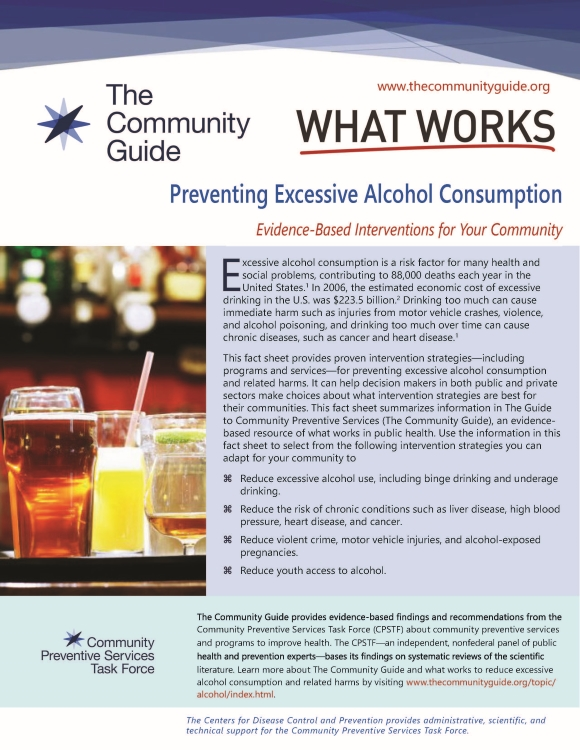 www.thecommunityguide.org
The
Community
Guide
WHAT WORKS
Preventing Excessive Alcohol Consumption
Evidence-Based Interventions for Your Community
Excessive alcohol consumption is a risk factor for many health and
social problems, contributing to 88,000 deaths each year in the
United States.¹ In 2006, the estimated economic cost of excessive
drinking in the U.S. was $223.5 billion.² Drinking too much can cause
immediate harm such as injuries from motor vehicle crashes, violence,
and alcohol poisoning, and drinking too much over time can cause
chronic diseases, such as cancer and heart disease.¹
This fact sheet provides proven intervention strategies—including
programs and services—for preventing excessive alcohol consumption
and related harms. It can help decision makers in both public and private
sectors make choices about what intervention strategies are best for
their communities. This fact sheet summarizes information in The Guide
to Community Preventive Services (The Community Guide), an evidence-
based resource of what works in public health. Use the information in this
fact sheet to select from the following intervention strategies you can
adapt for your community to
⌘ Reduce excessive alcohol use, including binge drinking and underage
drinking.
⌘ Reduce the risk of chronic conditions such as liver disease, high blood
pressure, heart disease, and cancer.
⌘ Reduce violent crime, motor vehicle injuries, and alcohol-exposed
pregnancies.
⌘ Reduce youth access to alcohol.
Community
Preventive Services
Task Force
The Community Guide provides evidence-based findings and recommendations from the
Community Preventive Services Task Force (CPSTF) about community preventive services
and programs to improve health. The CPSTF—an independent, nonfederal panel of public
health and prevention experts—bases its findings on systematic reviews of the scientific
literature. Learn more about The Community Guide and what works to reduce excessive
alcohol consumption and related harms by visiting www.thecommunityguide.org/topic/
alcohol/index.html.
The Centers for Disease Control and Prevention provides administrative, scientific, and
technical support for the Community Preventive Services Task Force.